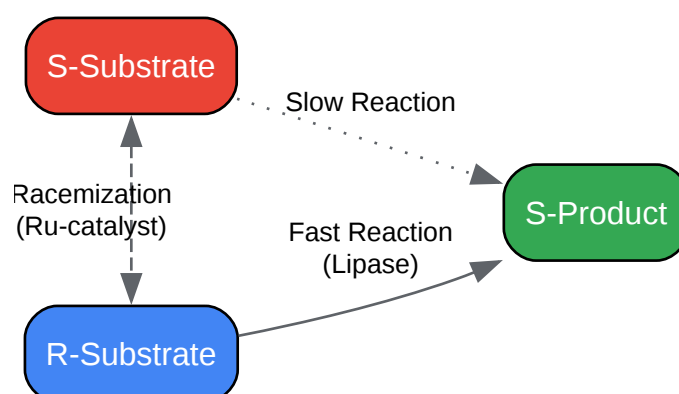 S-Substrate
Slow Reaction
Racemization
(Ru-catalyst)
S-Product
Fast Reaction
(Lipase)
R-Substrate